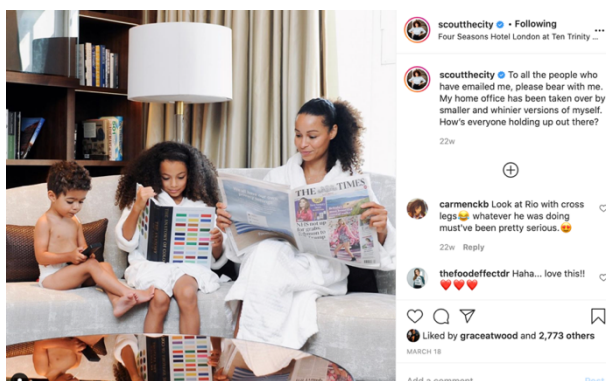 scoutthecity • Following
Four Seasons Hotel London at Ten Trinity ...
scoutthecity To all the people who
have emailed me, please bear with me.
My home office has been taken over by
smaller and whinier versions of myself.
How's everyone holding up out there?
22w
carmenckb Look at Rio with cross
legs😂 whatever he was doing
must've been pretty serious.😍
22w Reply
thefoodeffectdr Haha... love this!!
❤️❤️❤️
Liked by graceatwood and 2,773 others
MARCH 18
Add a comment... Post
THE TIMES